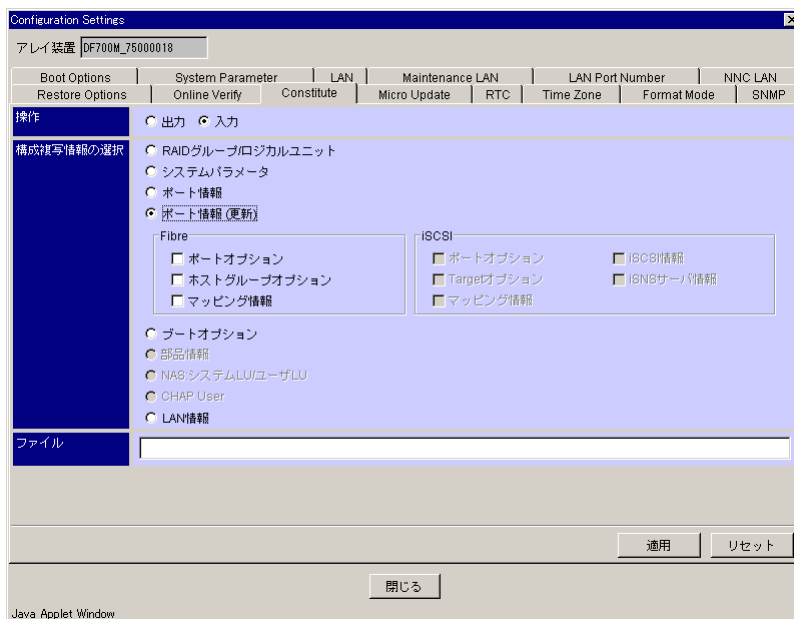 Configuration Settings
アレイ装置 DF700M_75000018
Boot Options System Parameter LAN Maintenance LAN LAN Port Number NNC LAN
Restore Options Online Verify Constitute Micro Update RTC Time Zone Format Mode SNMP
操作 出力 入力
構成複写情報の選択 RAIDグループ/ロジカルユニット
システムパラメータ
ポート情報
ポート情報 (更新)
Fibre iSCSI
ポートオプション ポートオプション iSCSI情報
ホストグループオプション Targetオプション iSNSサーバ情報
マッピング情報 マッピング情報
ブートオプション
部品情報
NAS:システムLU/ユーザLU
CHAP User
LAN情報
ファイル
適用 リセット
閉じる
Java Applet Window